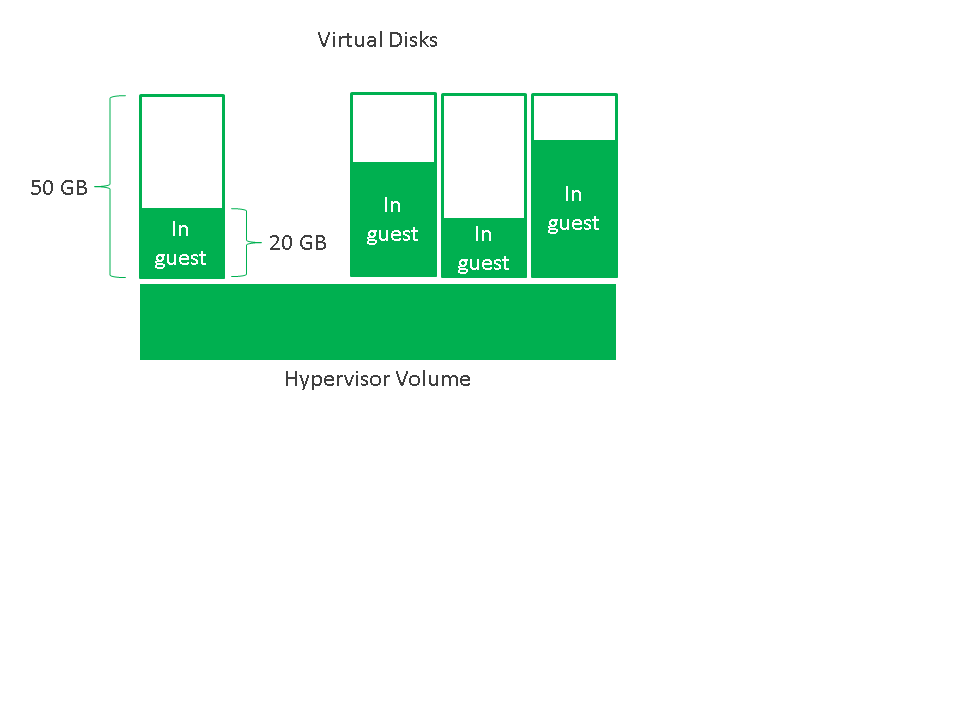 Virtual Disks
50 GB
In
guest
20 GB
In
guest
In
guest
In
guest
Hypervisor Volume